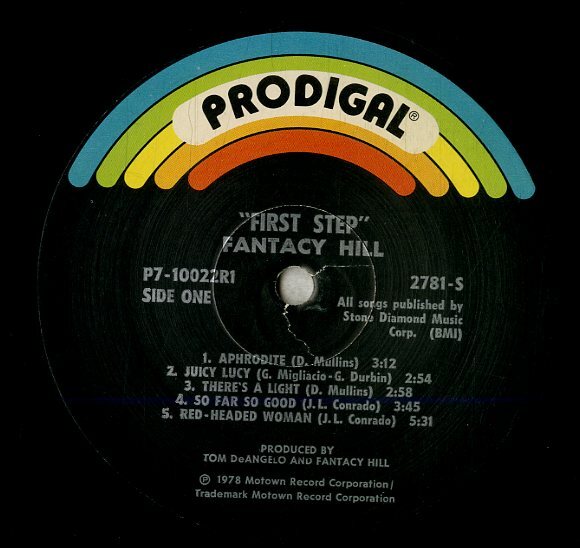 PRODIGAL®
"FIRST STEP"
FANTACY HILL
P7-10022R1
SIDE ONE
2781-S
All songs published by
Stone Diamond Music
Corp. (BMI)
1. APHRODITE (D. Mullins) 3:12
2. JUICY LUCY (G. Migliacio-G. Durbin) 2:54
3. THERE'S A LIGHT (D. Mullins) 2:58
4. SO FAR SO GOOD (J.L. Conrado) 3:45
5. RED-HEADED WOMAN (J.L. Conrado) 5:31
PRODUCED BY
TOM DeANGELO AND FANTACY HILL
℗ 1978 Motown Record Corporation/
Trademark Motown Record Corporation